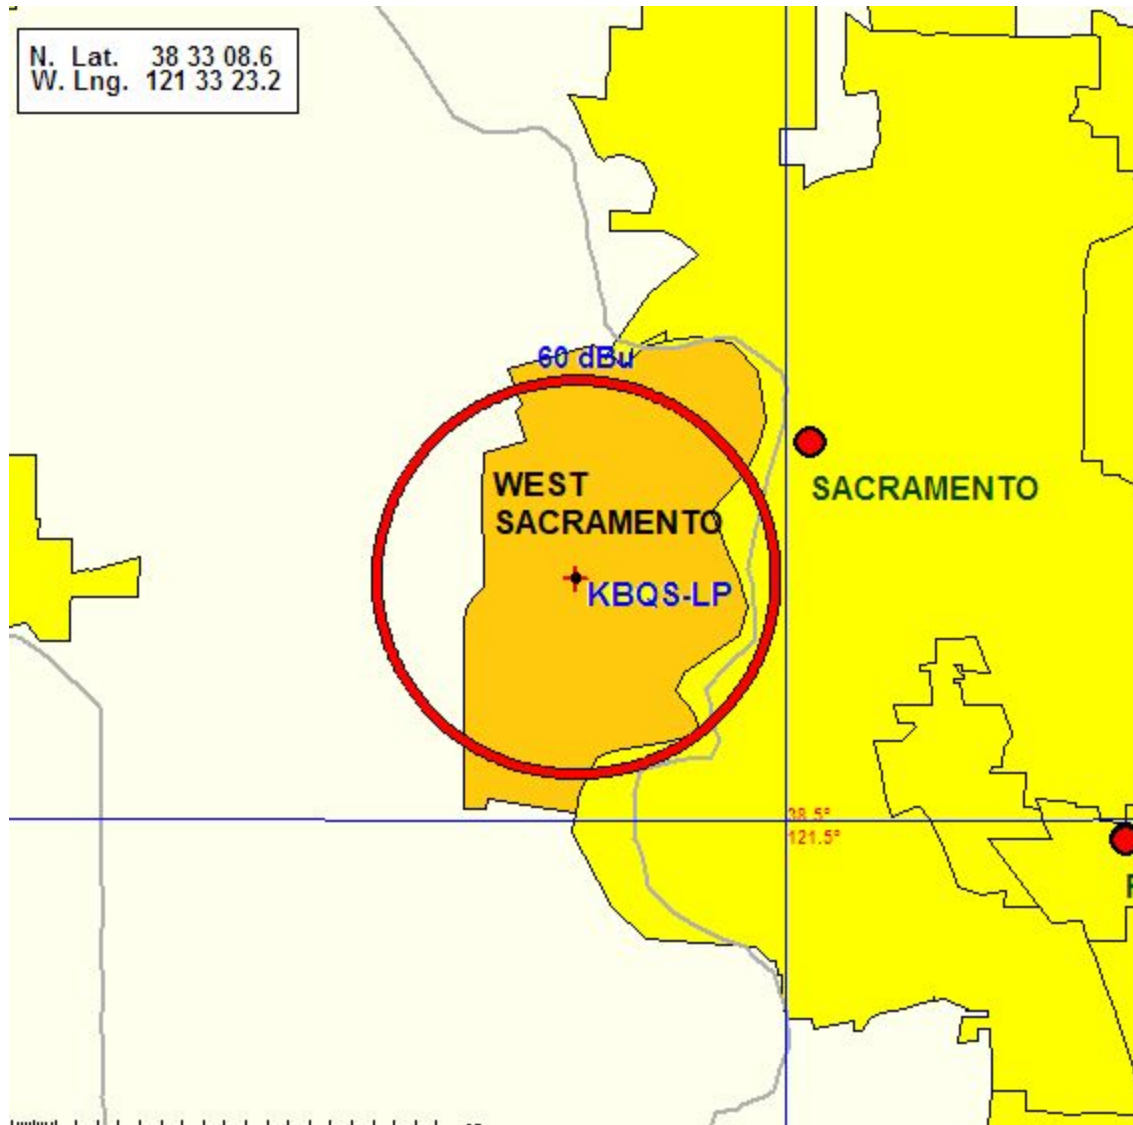 N. Lat. 38 33 08.6
W. Lng. 121 33 23.2
60 dBu
WEST
SACRAMENTO
SACRAMENTO
KBQS-LP
38.5°
121.5°